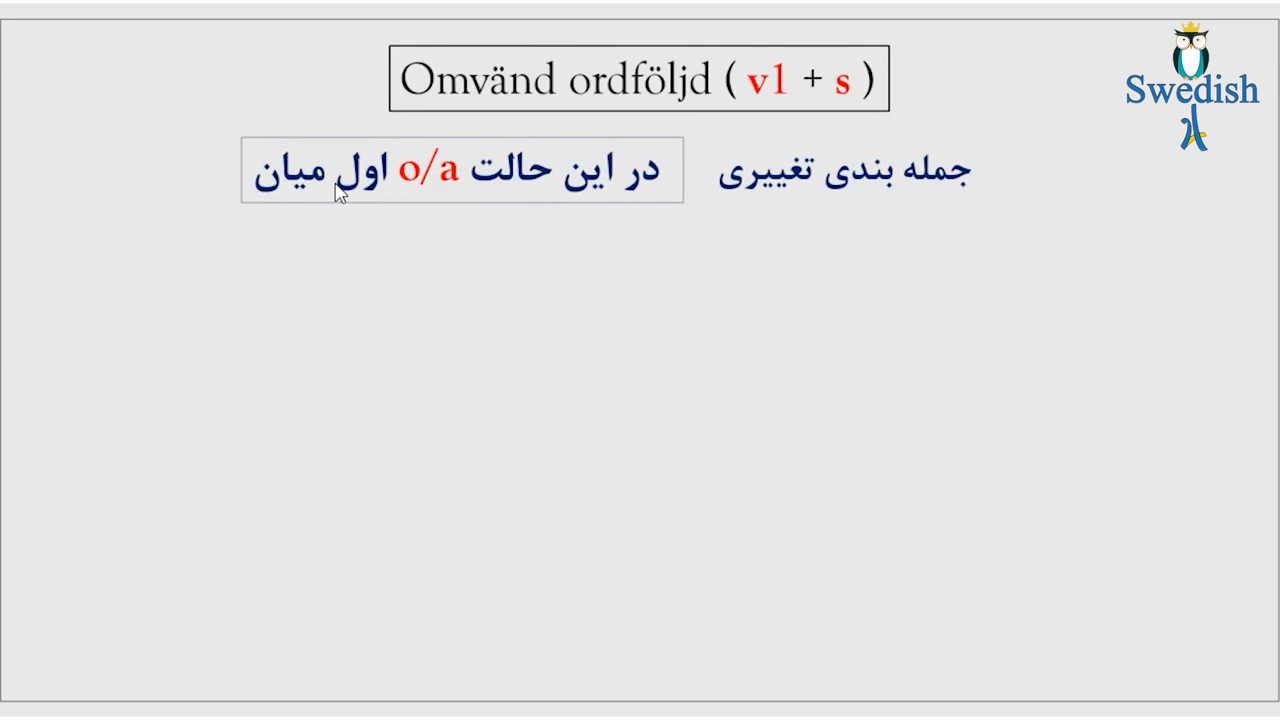 Omvänd ordföljd ( v1 + s )
Swedish
جمله بندی تغییری
در این حالت o/a اول میان